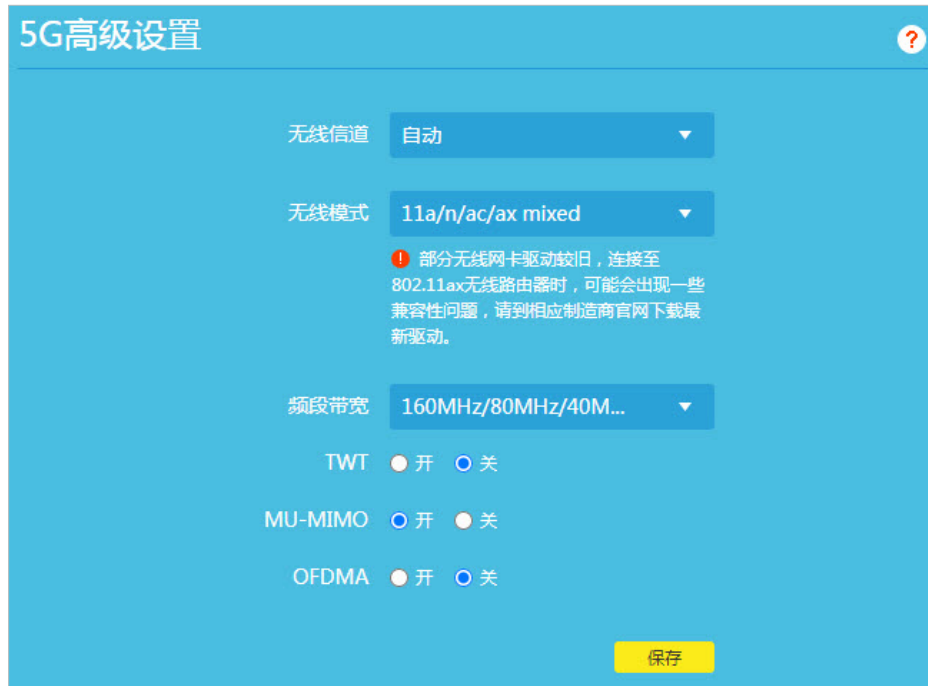 5G高级设置
?
无线信道 自动
无线模式 11a/n/ac/ax mixed
! 部分无线网卡驱动较旧，连接至
802.11ax无线路由器时，可能会出现一些
兼容性问题，请到相应制造商官网下载最
新驱动。
频段带宽 160MHz/80MHz/40M...
TWT 开 关
MU-MIMO 开 关
OFDMA 开 关
保存